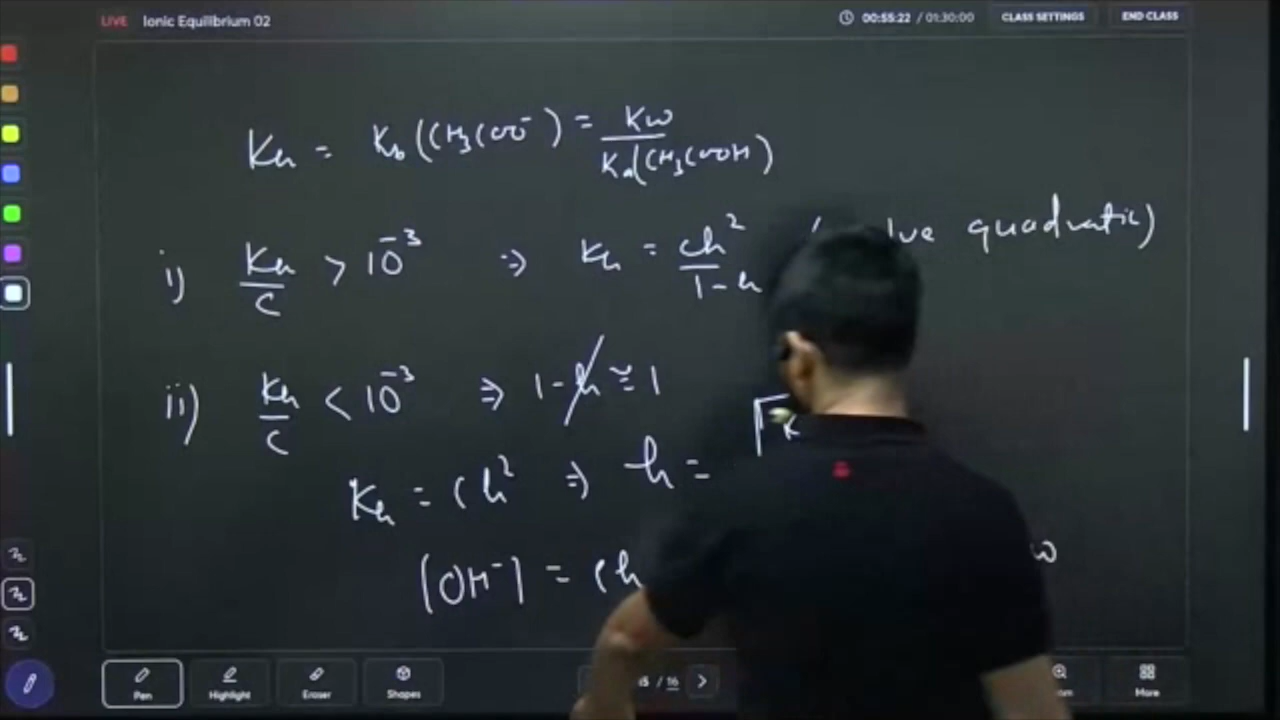 LIVE Ionic Equilibrium 02 00:55:22 / 01:30:00 CLASS SETTINGS END CLASS
Kh = Kb (CH3COO⁻) = Kw / Ka(CH3COOH)
i) Kh / C > 10⁻³ ⇒ Kh = ch² / 1 - h quadratic)
ii) Kh / C < 10⁻³ ⇒ 1 - h ≃ 1
Kh = Ch² ⇒ h = √K
[OH⁻] = Ch w
Pen Highlight Eraser Shapes / 16 More